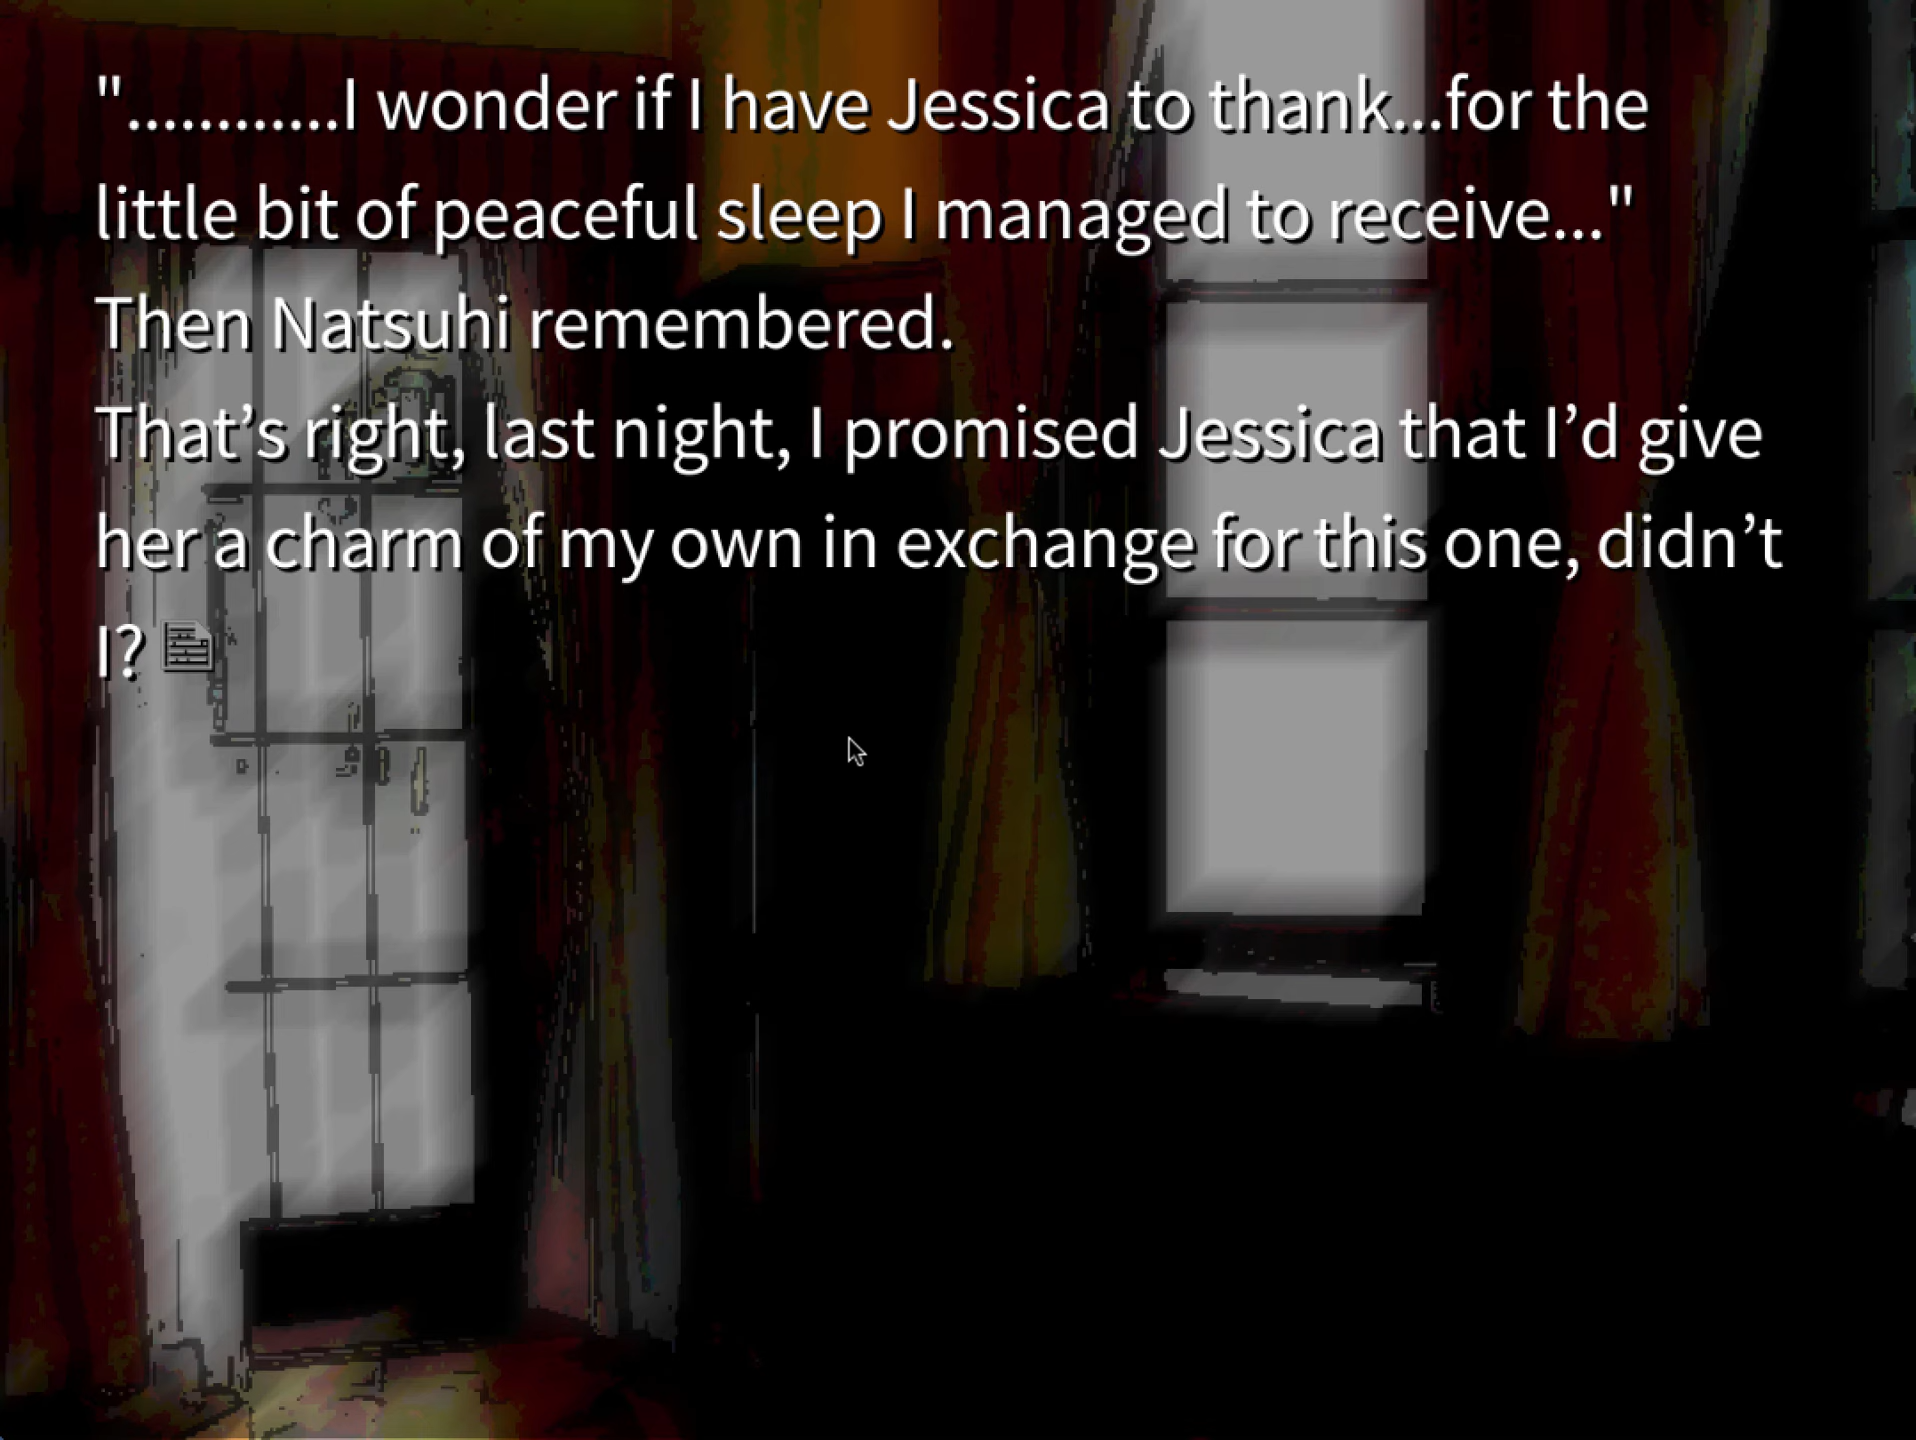 "............I wonder if I have Jessica to thank...for the
little bit of peaceful sleep I managed to receive..."
Then Natsuhi remembered.
That’s right, last night, I promised Jessica that I’d give
her a charm of my own in exchange for this one, didn’t
I?